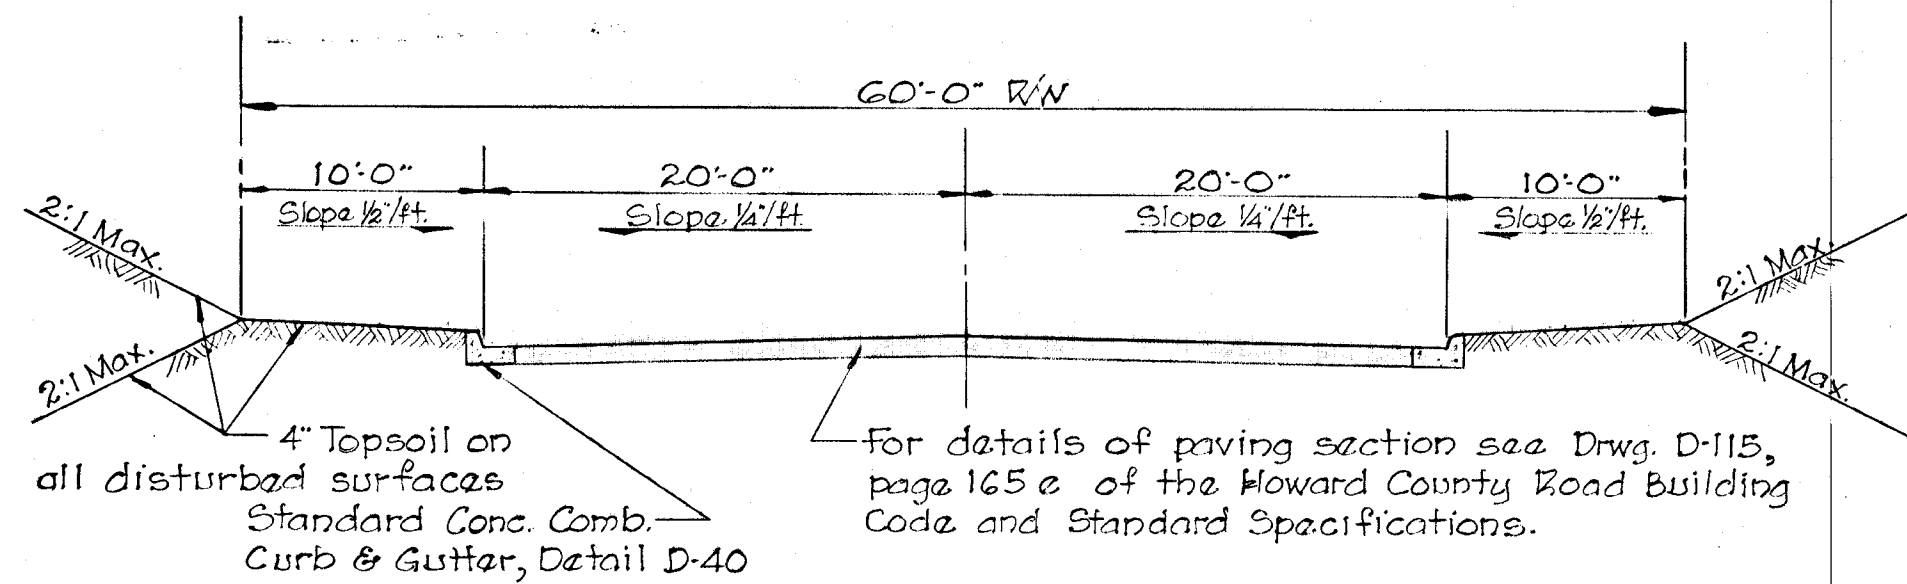 60'-0" R/W
10'-0"
20'-0"
20'-0"
10'-0"
Slope 1/2"/ft.
Slope 1/4"/ft.
Slope 1/4"/ft.
Slope 1/2"/ft.
2:1 Max.
2:1 Max.
2:1 Max.
2:1 Max.
4" Topsoil on
all disturbed surfaces
Standard Conc. Comb.
Curb & Gutter, Detail D-40
For details of paving section see Drwg. D-115,
page 165 e of the Howard County Road Building
Code and Standard Specifications.